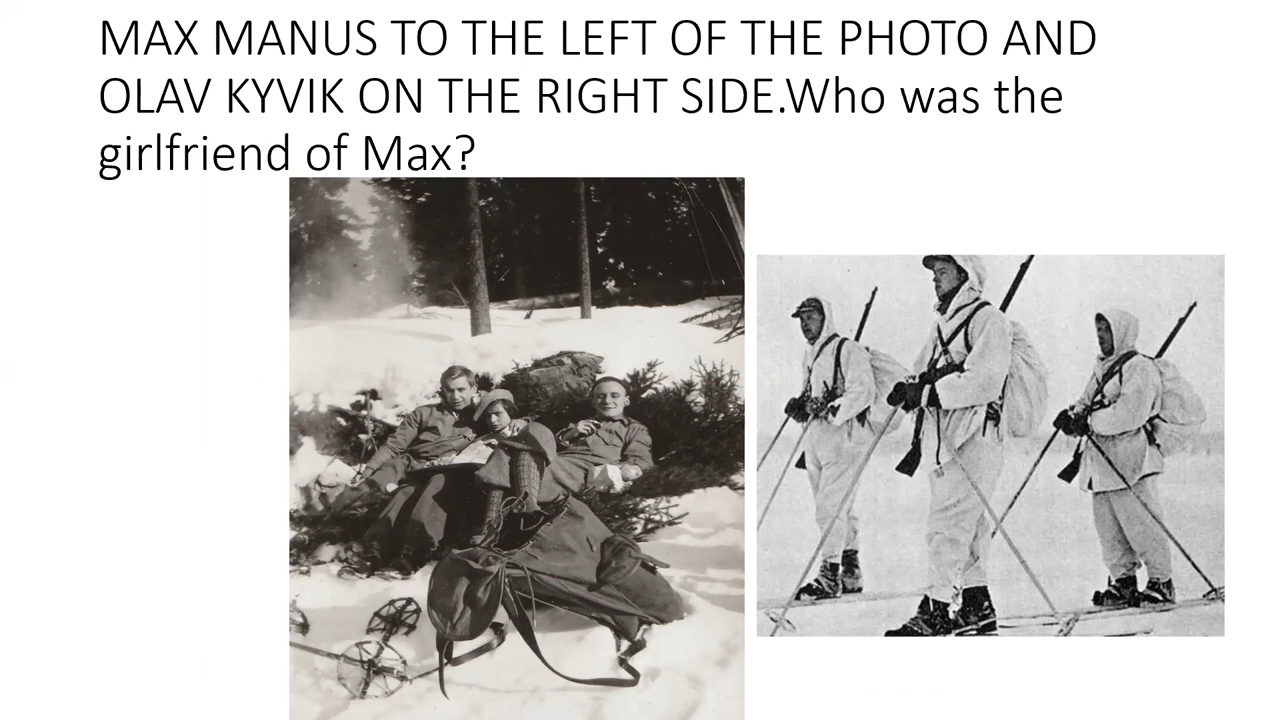 MAX MANUS TO THE LEFT OF THE PHOTO AND
OLAV KYVIK ON THE RIGHT SIDE.Who was the
girlfriend of Max?